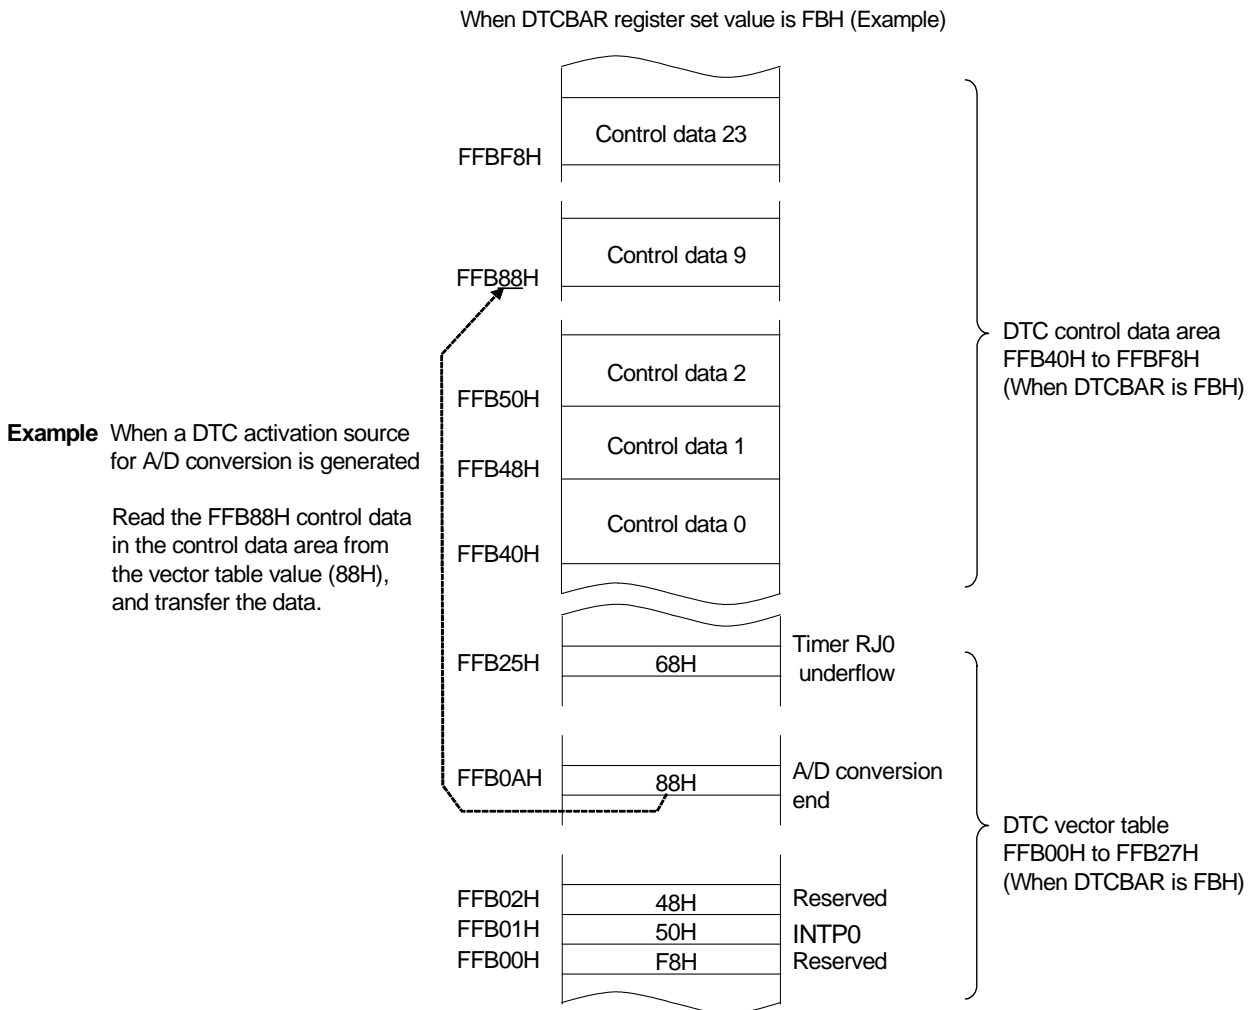 When DTCBAR register set value is FBH (Example)
Control data 23
FFBF8H
Control data 9
FFB88H
DTC control data area
FFB40H to FFBF8H
(When DTCBAR is FBH)
Control data 2
FFB50H
Example When a DTC activation source
for A/D conversion is generated
Control data 1
FFB48H
Read the FFB88H control data
in the control data area from
the vector table value (88H),
and transfer the data.
Control data 0
FFB40H
FFB25H
68H
Timer RJ0
underflow
FFB0AH
88H
A/D conversion
end
DTC vector table
FFB00H to FFB27H
(When DTCBAR is FBH)
FFB02H 48H Reserved
FFB01H 50H INTP0
FFB00H F8H Reserved